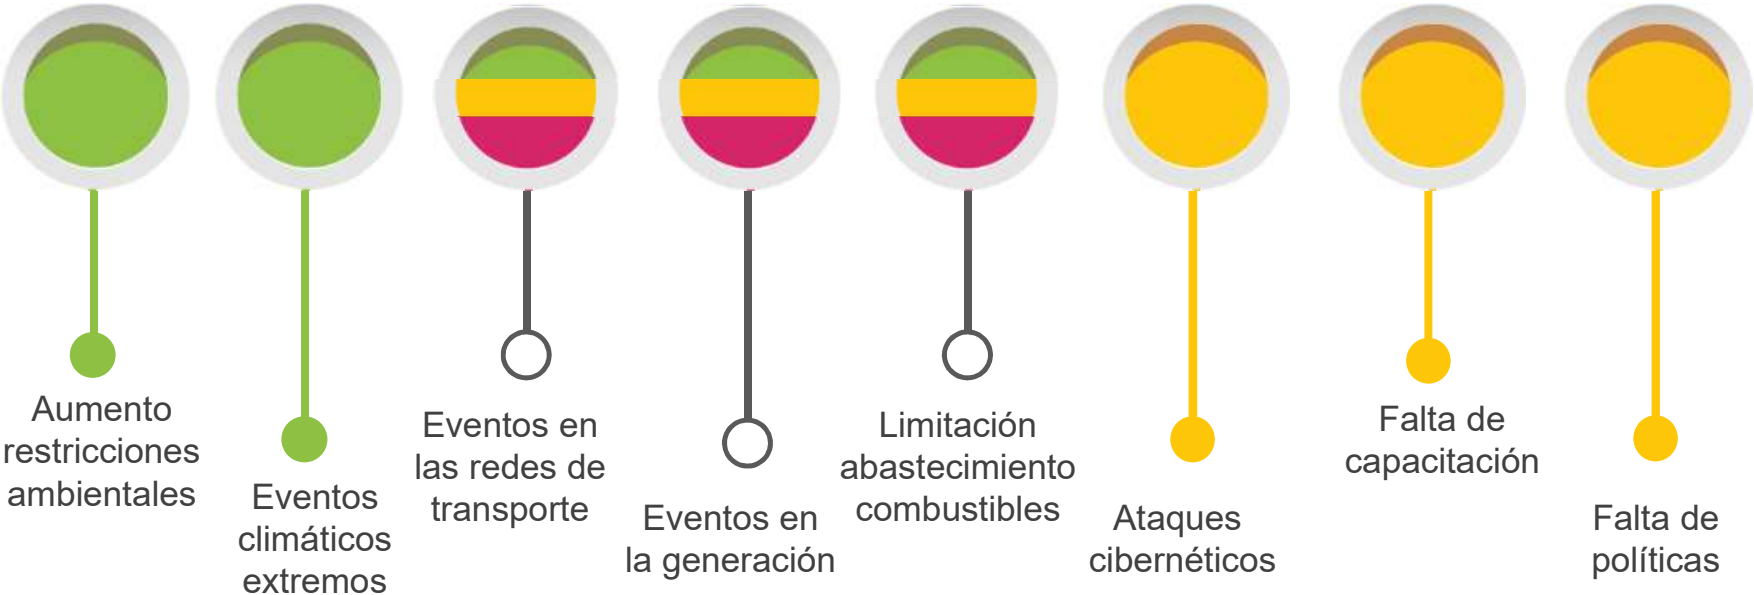 Aumento
restricciones
ambientales
Eventos
climáticos
extremos
Eventos en
las redes de
transporte
Eventos en
la generación
Limitación
abastecimiento
combustibles
Ataques
cibernéticos
Falta de
capacitación
Falta de
políticas